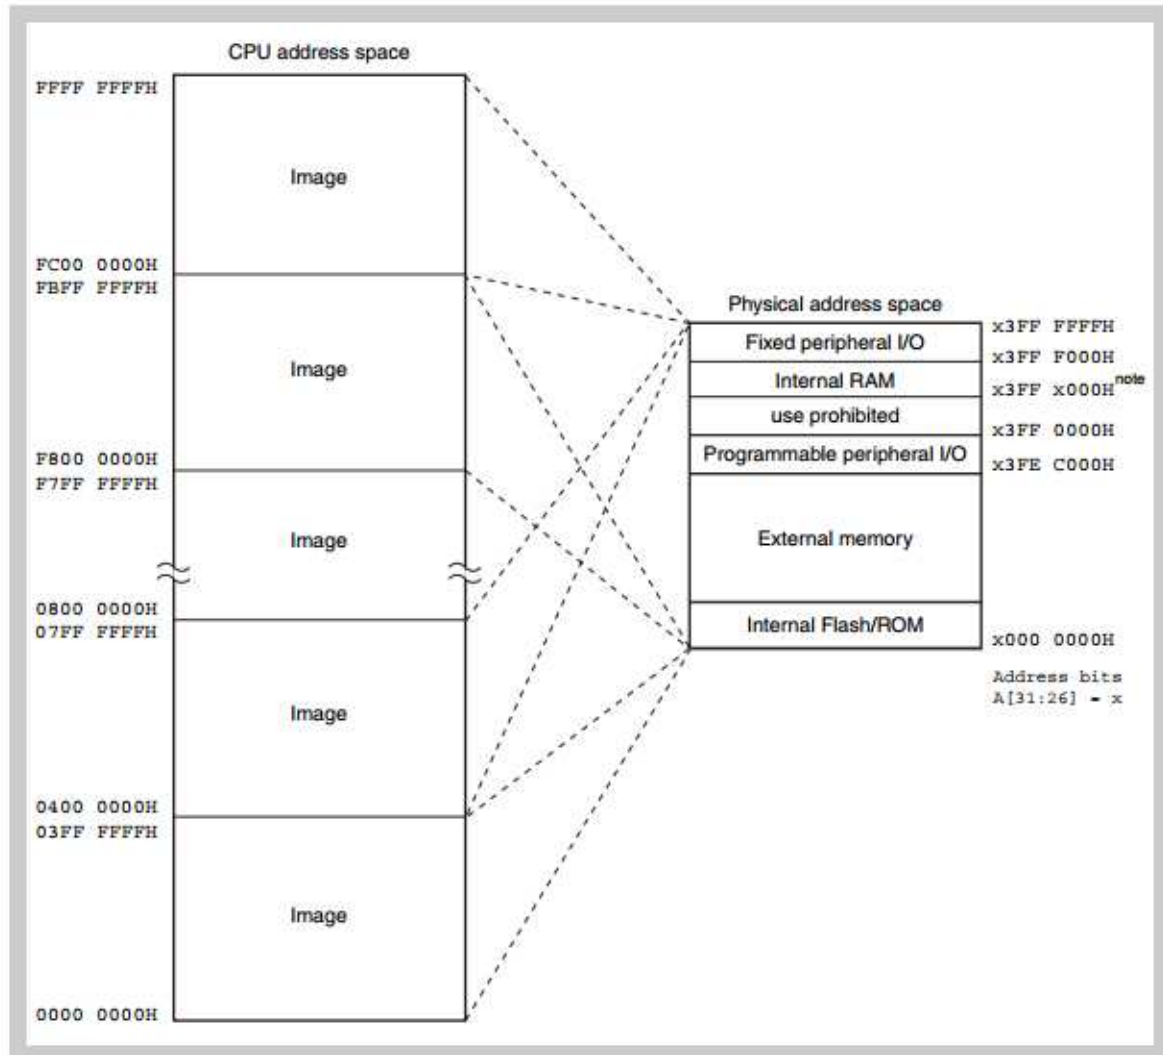 CPU address space
FFFF FFFFH
Image
FC00 0000H
FBFF FFFFH
Image
F800 0000H
F7FF FFFFH
Image
0800 0000H
07FF FFFFH
Image
0400 0000H
03FF FFFFH
Image
0000 0000H
Physical address space
x3FF FFFFH
Fixed peripheral I/O
x3FF F000H
Internal RAM
x3FF x000H note
use prohibited
x3FF 0000H
Programmable peripheral I/O
x3FE C000H
External memory
Internal Flash/ROM
x000 0000H
Address bits
A[31:26] = x